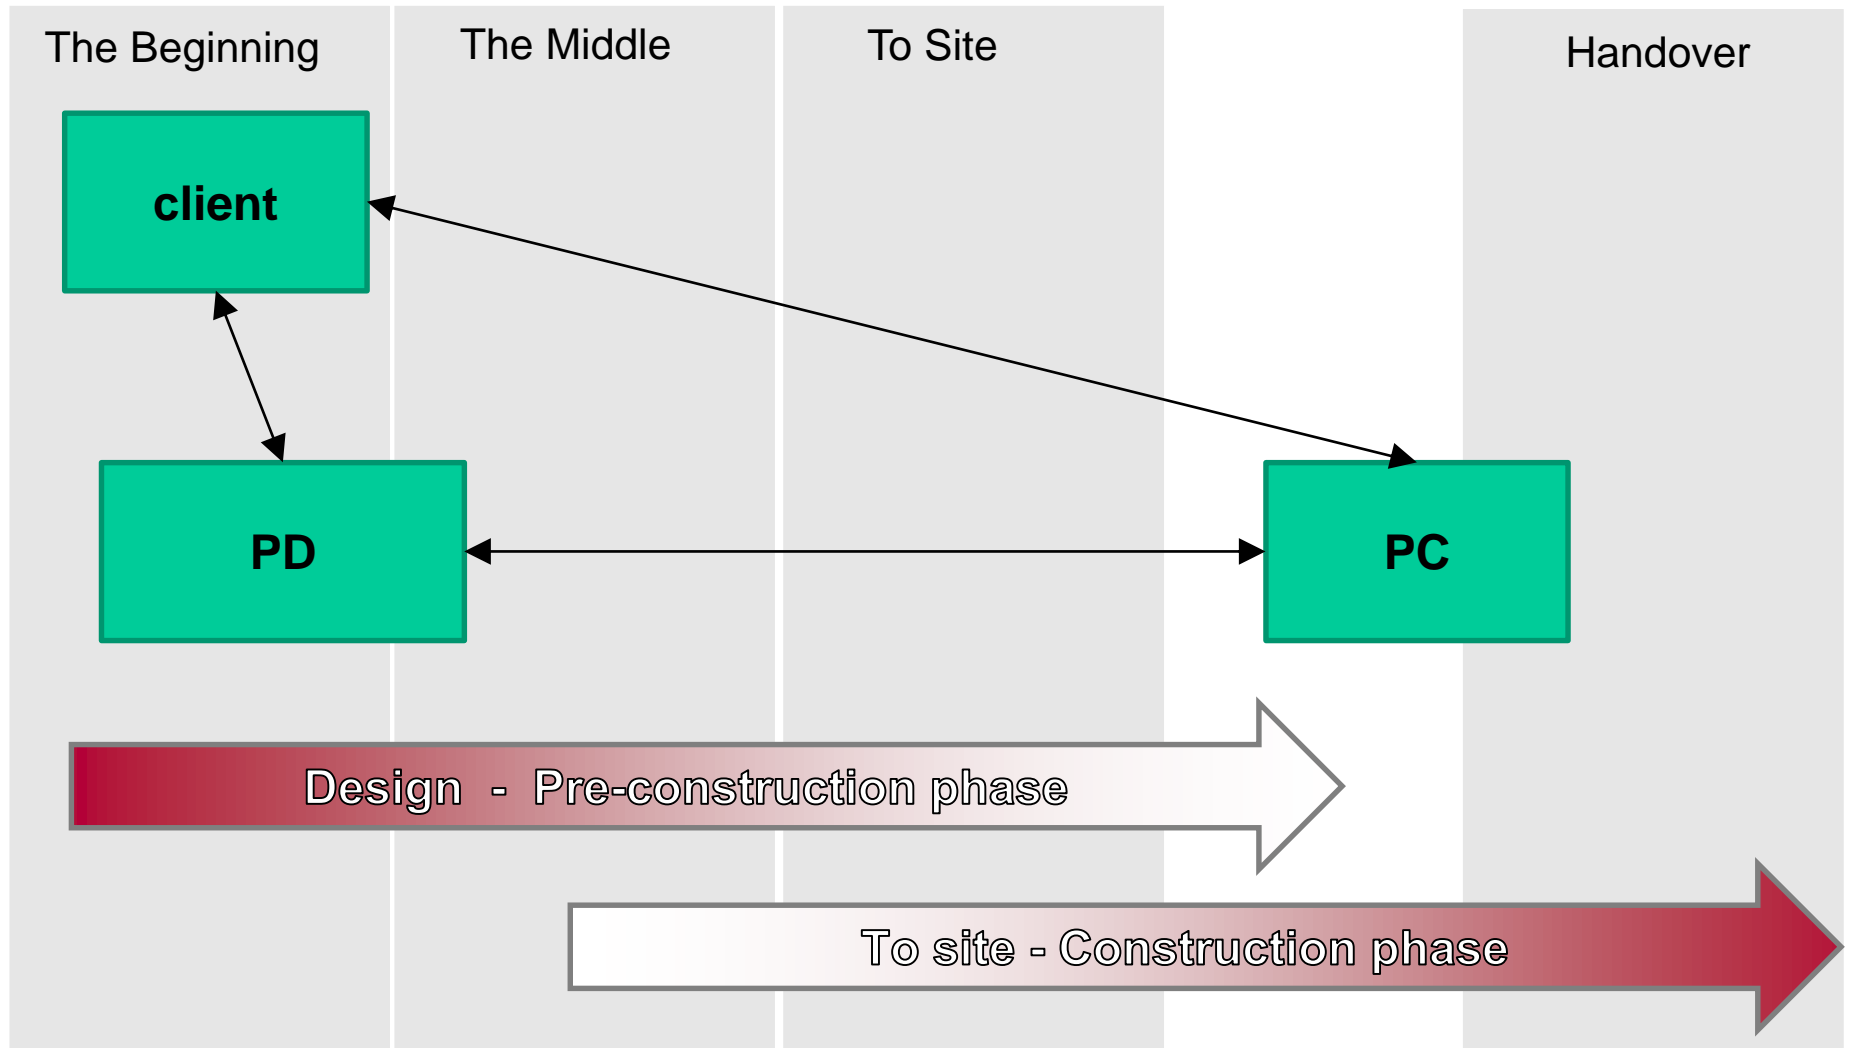 The Beginning
The Middle
To Site
Handover
client
PD
PC
Design - Pre-construction phase
To site - Construction phase